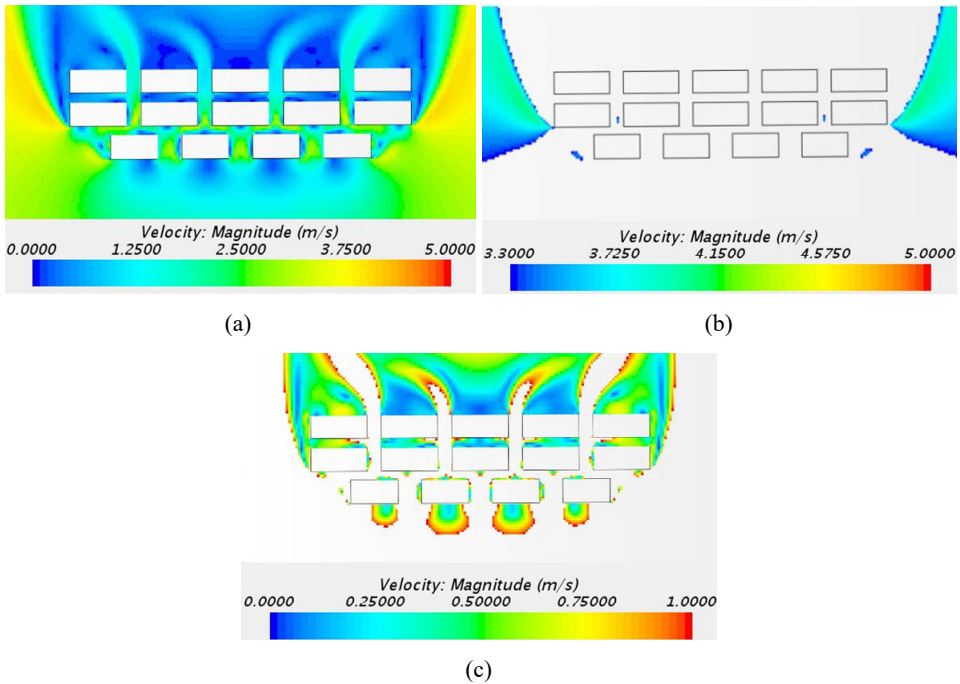 Velocity: Magnitude (m/s)
0.0000 1.2500 2.5000 3.7500 5.0000
(a)
Velocity: Magnitude (m/s)
3.3000 3.7250 4.1500 4.5750 5.0000
(b)
Velocity: Magnitude (m/s)
0.0000 0.25000 0.50000 0.75000 1.0000
(c)